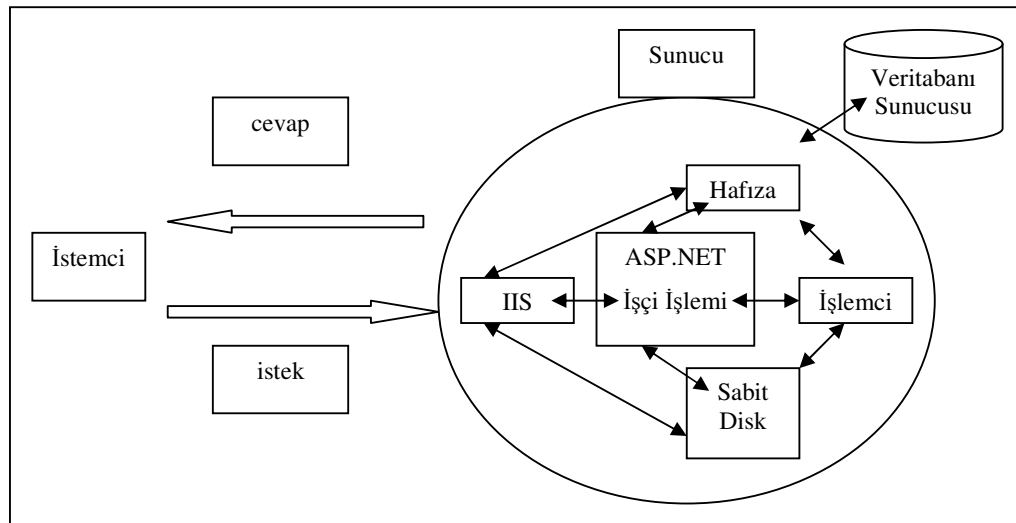 Sunucu
Veritabanı
Sunucusu
cevap
Hafıza
İstemci
ASP.NET
IIS
İşçi İşlemi
İşlemci
istek
Sabit
Disk